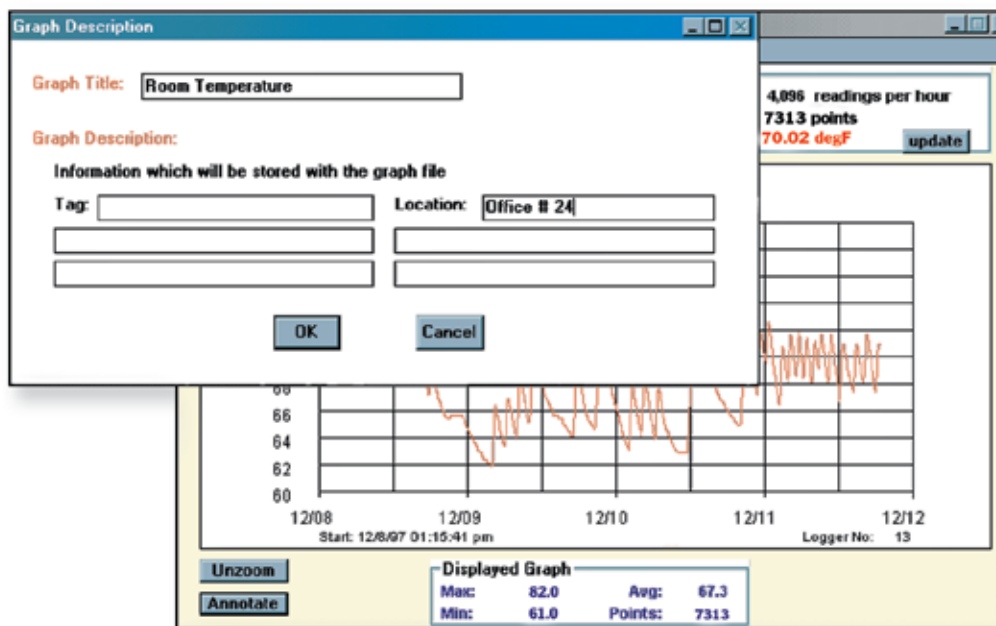 Graph Description
Graph Title: Room Temperature
Graph Description:
Information which will be stored with the graph file
Tag: Location: Office # 24
OK Cancel
4,096 readings per hour
7313 points
70.02 degF update
68
66
64
62
60
12/08 12/09 12/10 12/11 12/12
Start: 12/8/97 01:15:41 pm Logger No: 13
Unzoom
Annotate
Displayed Graph
Max: 82.0 Avg: 67.3
Min: 61.0 Points: 7313